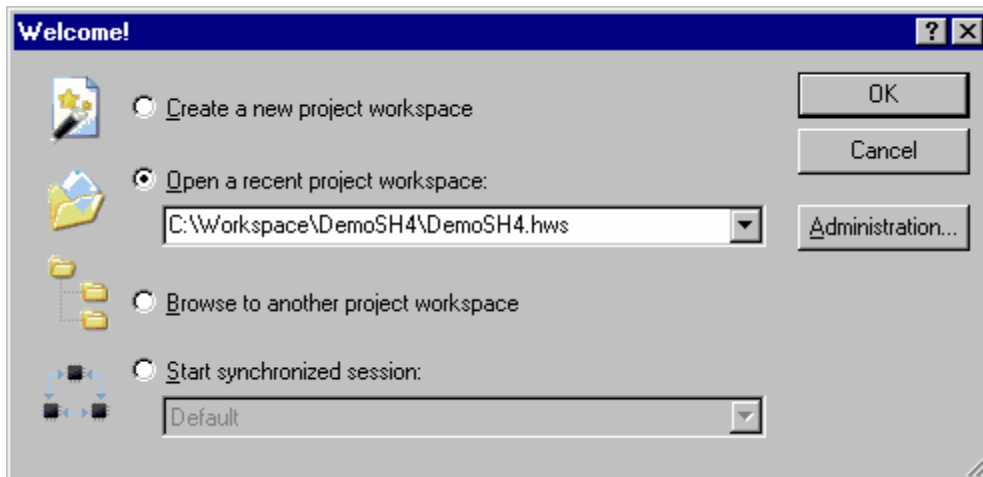 Welcome!
Create a new project workspace
OK
Cancel
Open a recent project workspace:
C:\Workspace\DemoSH4\DemoSH4.hws
Administration...
Browse to another project workspace
Start synchronized session:
Default